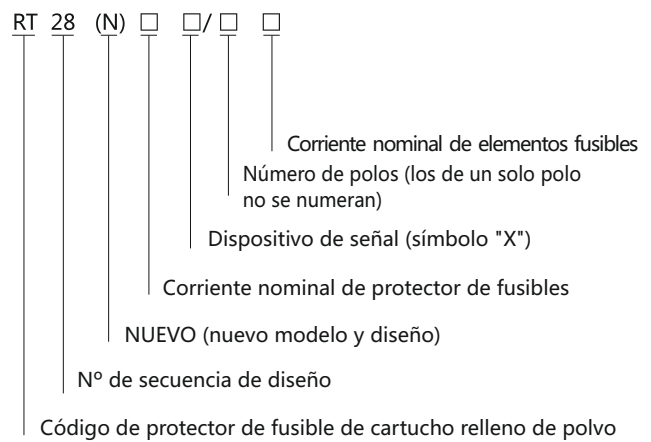 RT 28 (N) □ □/□ □
Corriente nominal de elementos fusibles
Número de polos (los de un solo polo
no se numeran)
Dispositivo de señal (símbolo "X")
Corriente nominal de protector de fusibles
NUEVO (nuevo modelo y diseño)
Nº de secuencia de diseño
Código de protector de fusible de cartucho relleno de polvo